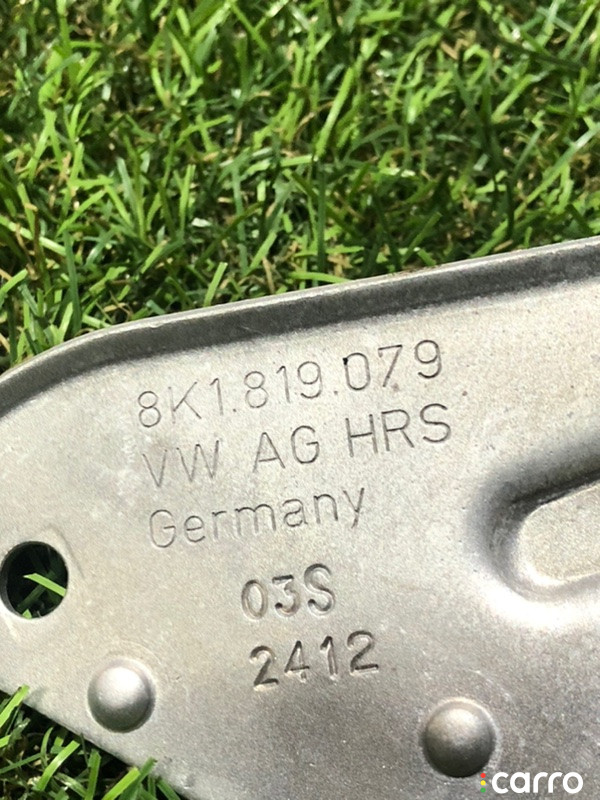 8K1.819.079
VW AG HRS
Germany
03S
2412
carro